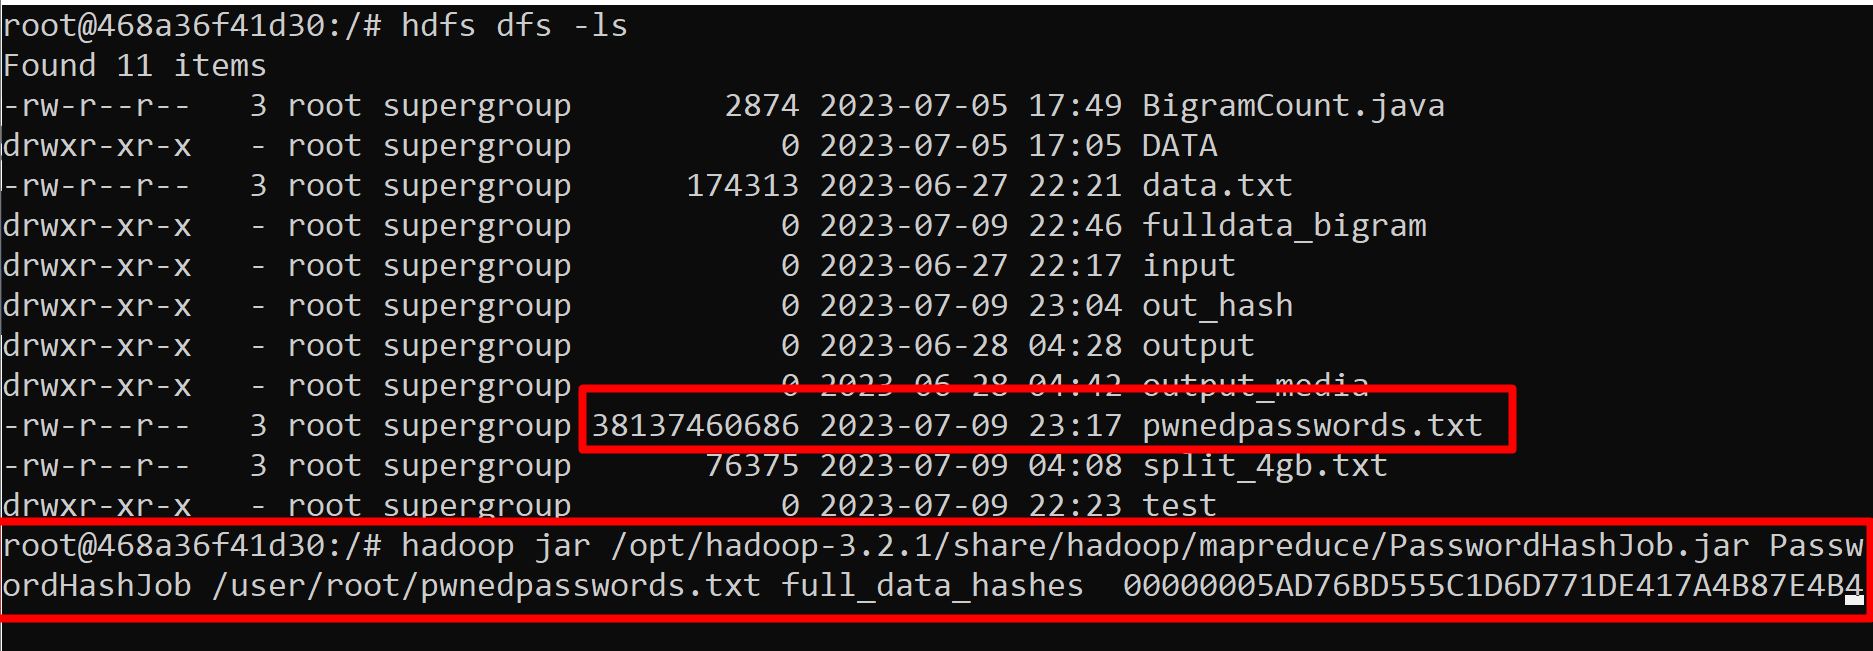 root@468a36f41d30:/# hdfs dfs -ls
Found 11 items
-rw-r--r--   3 root supergroup       2874 2023-07-05 17:49 BigramCount.java
drwxr-xr-x   - root supergroup          0 2023-07-05 17:05 DATA
-rw-r--r--   3 root supergroup     174313 2023-06-27 22:21 data.txt
drwxr-xr-x   - root supergroup          0 2023-07-09 22:46 fulldata_bigram
drwxr-xr-x   - root supergroup          0 2023-06-27 22:17 input
drwxr-xr-x   - root supergroup          0 2023-07-09 23:04 out_hash
drwxr-xr-x   - root supergroup          0 2023-06-28 04:28 output
drwxr-xr-x   - root supergroup          0 2023-06-28 04:42 output_media
-rw-r--r--   3 root supergroup 38137460686 2023-07-09 23:17 pwnedpasswords.txt
-rw-r--r--   3 root supergroup      76375 2023-07-09 04:08 split_4gb.txt
drwxr-xr-x   - root supergroup          0 2023-07-09 22:23 test
root@468a36f41d30:/# hadoop jar /opt/hadoop-3.2.1/share/hadoop/mapreduce/PasswordHashJob.jar Passw
ordHashJob /user/root/pwnedpasswords.txt full_data_hashes  00000005AD76BD555C1D6D771DE417A4B87E4B4